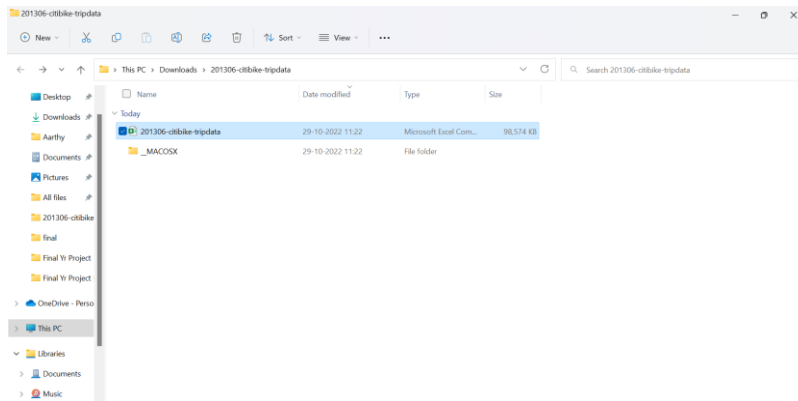 201306-citibike-tripdata
New
Sort
View
This PC > Downloads > 201306-citibike-tripdata
Search 201306-citibike-tripdata
Name Date modified Type Size
Today
201306-citibike-tripdata 29-10-2022 11:22 Microsoft Excel Com... 98,574 KB
__MACOSX 29-10-2022 11:22 File folder
Desktop
Downloads
Aarthy
Documents
Pictures
All files
201306-citibike
final
Final Yr Project
Final Yr Project
OneDrive - Perso
This PC
Libraries
Documents
Music